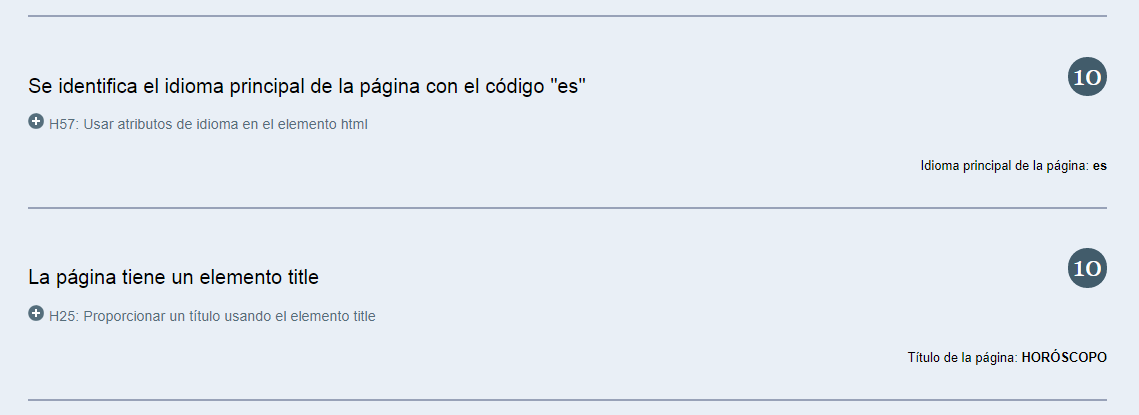 Se identifica el idioma principal de la página con el código "es"
10
H57: Usar atributos de idioma en el elemento html
Idioma principal de la página: es
La página tiene un elemento title
10
H25: Proporcionar un título usando el elemento title
Título de la página: HORÓSCOPO